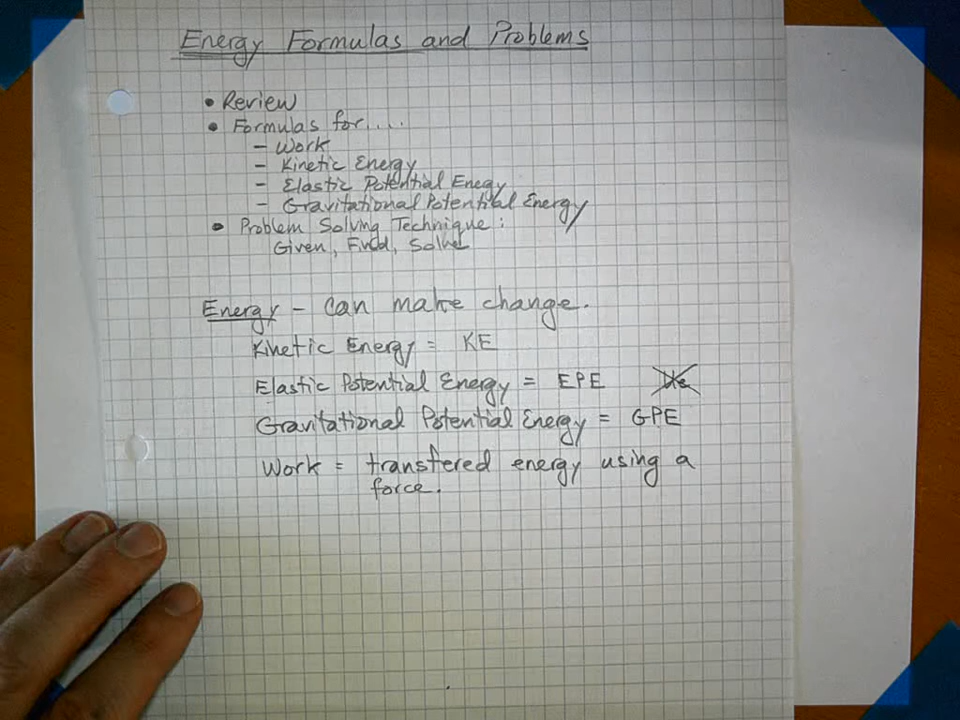 Energy Formulas and Problems
• Review
• Formulas for....
– Work
– Kinetic Energy
– Elastic Potential Enegy
– Gravitational Potential Energy
• Problem Solving Technique:
Given, Find, Solve
Energy – can make change.
Kinetic Energy = KE
Elastic Potential Energy = EPE
Gravitational Potential Energy = GPE
Work = transfered energy using a
force.